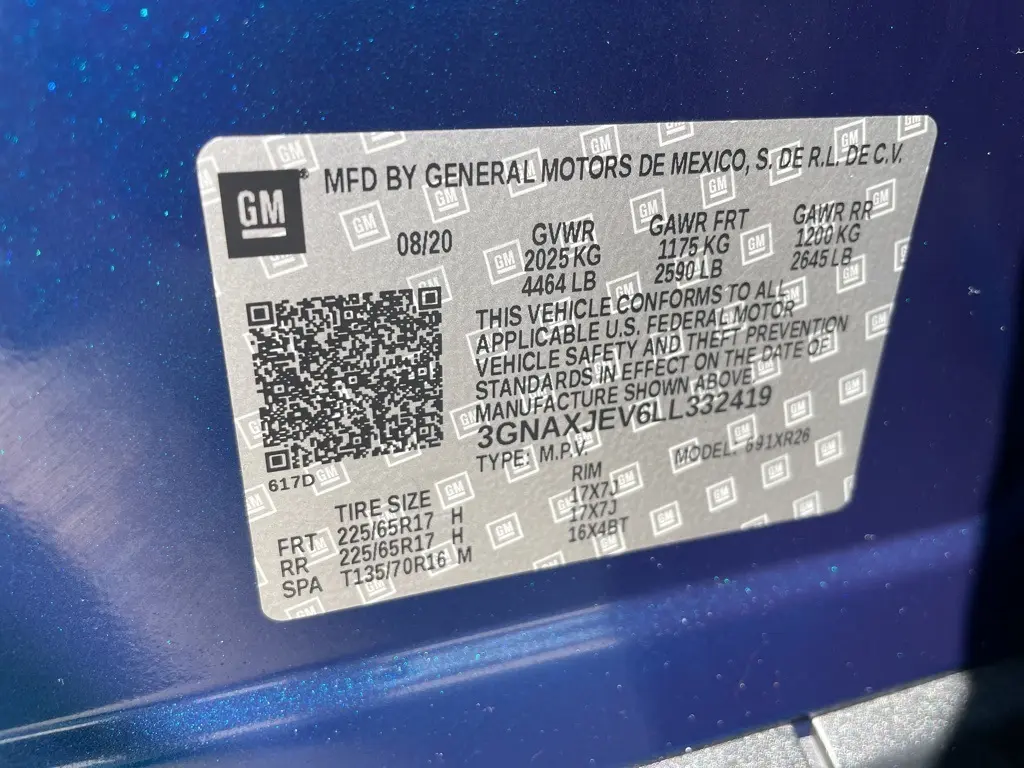 GM
MFD BY GENERAL MOTORS DE MEXICO, S. DE R.L. DE C.V.
08/20
GVWR
2025 KG
4464 LB
GAWR FRT
1175 KG
2590 LB
GAWR RR
1200 KG
2645 LB
THIS VEHICLE CONFORMS TO ALL
APPLICABLE U.S. FEDERAL MOTOR
VEHICLE SAFETY AND THEFT PREVENTION
STANDARDS IN EFFECT ON THE DATE OF
MANUFACTURE SHOWN ABOVE.
3GNAXJEV6LL332419
TYPE: M.P.V. MODEL: 691XR26
617D
TIRE SIZE RIM
FRT 225/65R17 H 17X7J
RR 225/65R17 H 17X7J
SPA T135/70R16 M 16X4BT